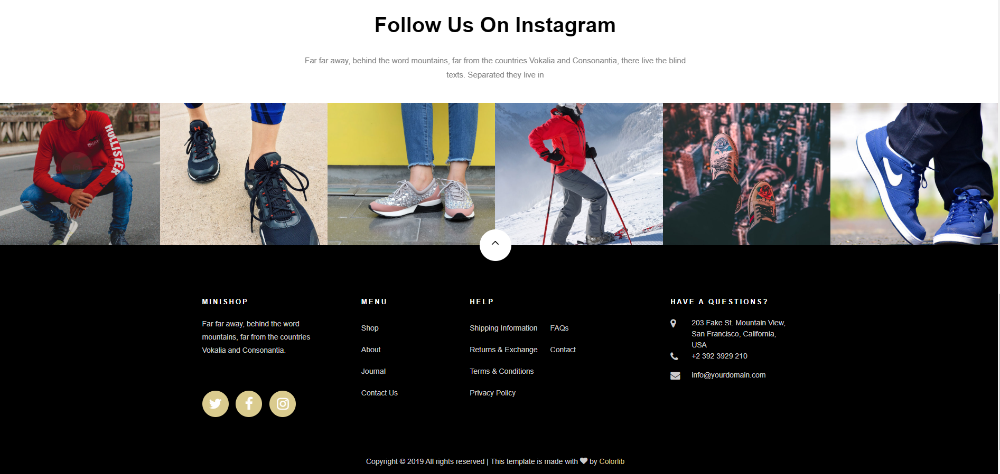 Follow Us On Instagram
Far far away, behind the word mountains, far from the countries Vokalia and Consonantia, there live the blind
texts. Separated they live in
HOLLISTER
HOLLISTER
MINISHOP
Far far away, behind the word
mountains, far from the countries
Vokalia and Consonantia.
MENU
Shop
About
Journal
Contact Us
HELP
Shipping Information
Returns & Exchange
Terms & Conditions
Privacy Policy
FAQs
Contact
HAVE A QUESTIONS?
203 Fake St. Mountain View,
San Francisco, California,
USA
+2 392 3929 210
info@yourdomain.com
Copyright © 2019 All rights reserved | This template is made with ♥ by Colorlib